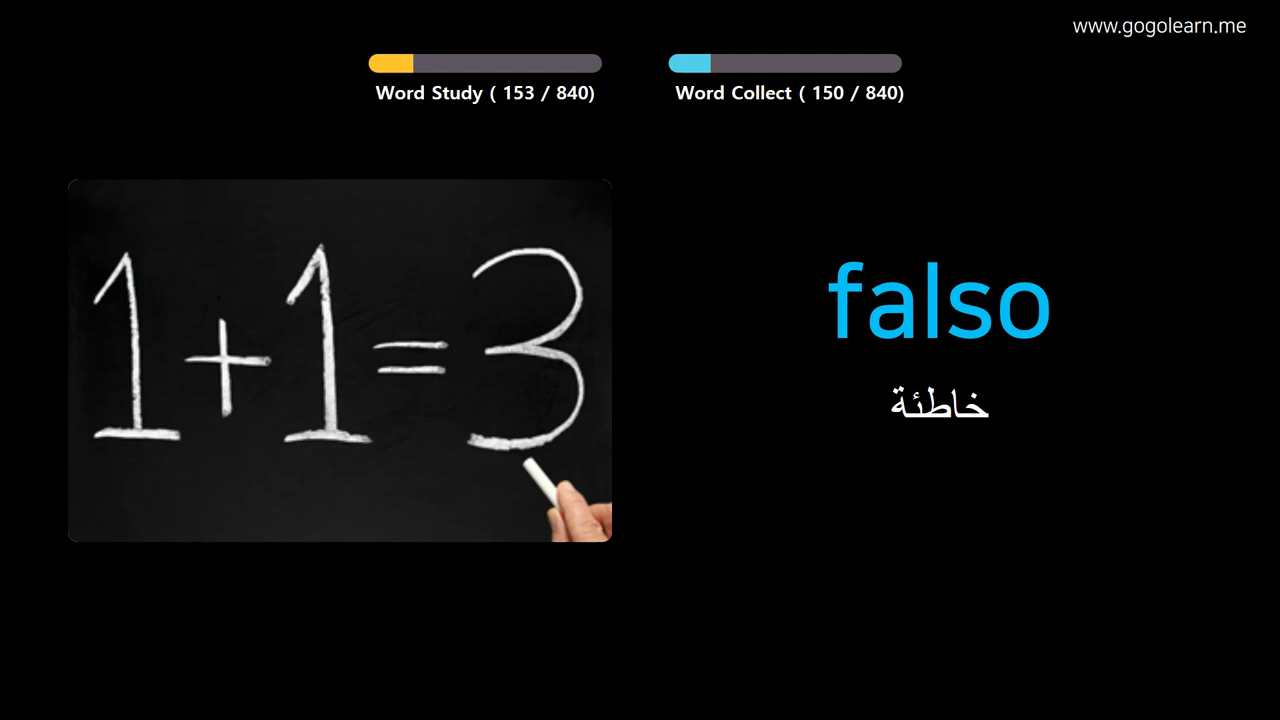 www.gogolearn.me
Word Study ( 153 / 840)
Word Collect ( 150 / 840)
1+1=3
falso
خاطئة